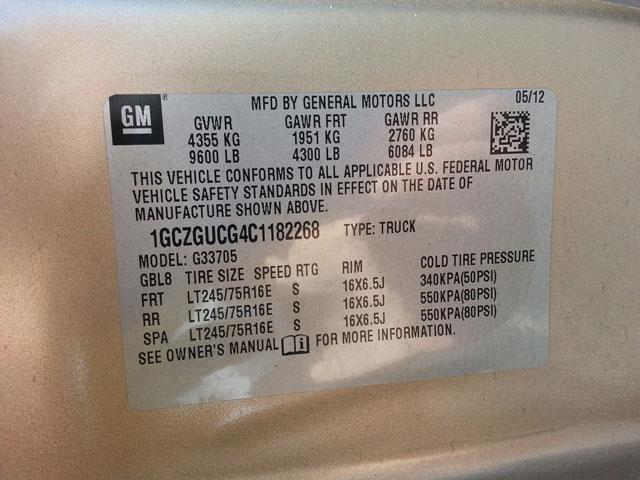 GM
MFD BY GENERAL MOTORS LLC 05/12
GVWR GAWR FRT GAWR RR
4355 KG 1951 KG 2760 KG
9600 LB 4300 LB 6084 LB
THIS VEHICLE CONFORMS TO ALL APPLICABLE U.S. FEDERAL MOTOR
VEHICLE SAFETY STANDARDS IN EFFECT ON THE DATE OF
MANUFACTURE SHOWN ABOVE.
1GCZGUCG4C1182268 TYPE: TRUCK
MODEL: G33705
GBL8 TIRE SIZE SPEED RTG RIM COLD TIRE PRESSURE
FRT LT245/75R16E S 16X6.5J 340KPA(50PSI)
RR LT245/75R16E S 16X6.5J 550KPA(80PSI)
SPA LT245/75R16E S 16X6.5J 550KPA(80PSI)
SEE OWNER'S MANUAL FOR MORE INFORMATION.